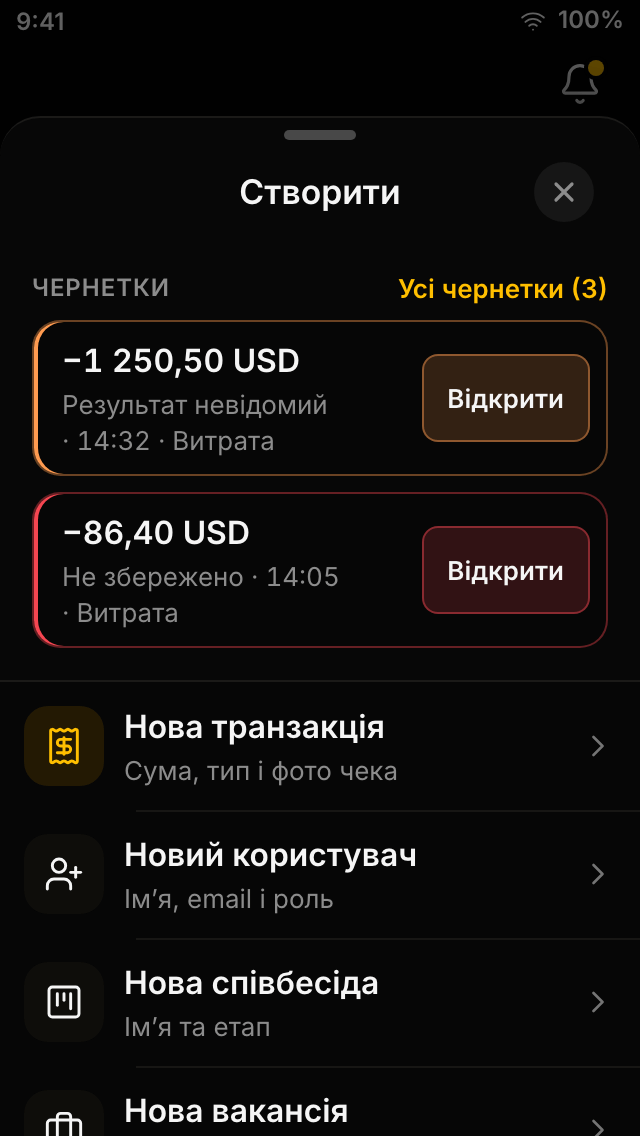 9:41
100%
Створити
ЧЕРНЕТКИ
Усі чернетки (3)
−1 250,50 USD
Результат невідомий
· 14:32 · Витрата
Відкрити
−86,40 USD
Не збережено · 14:05
· Витрата
Відкрити
Нова транзакція
Сума, тип і фото чека
Новий користувач
Ім’я, email і роль
Нова співбесіда
Ім’я та етап
Нова вакансія